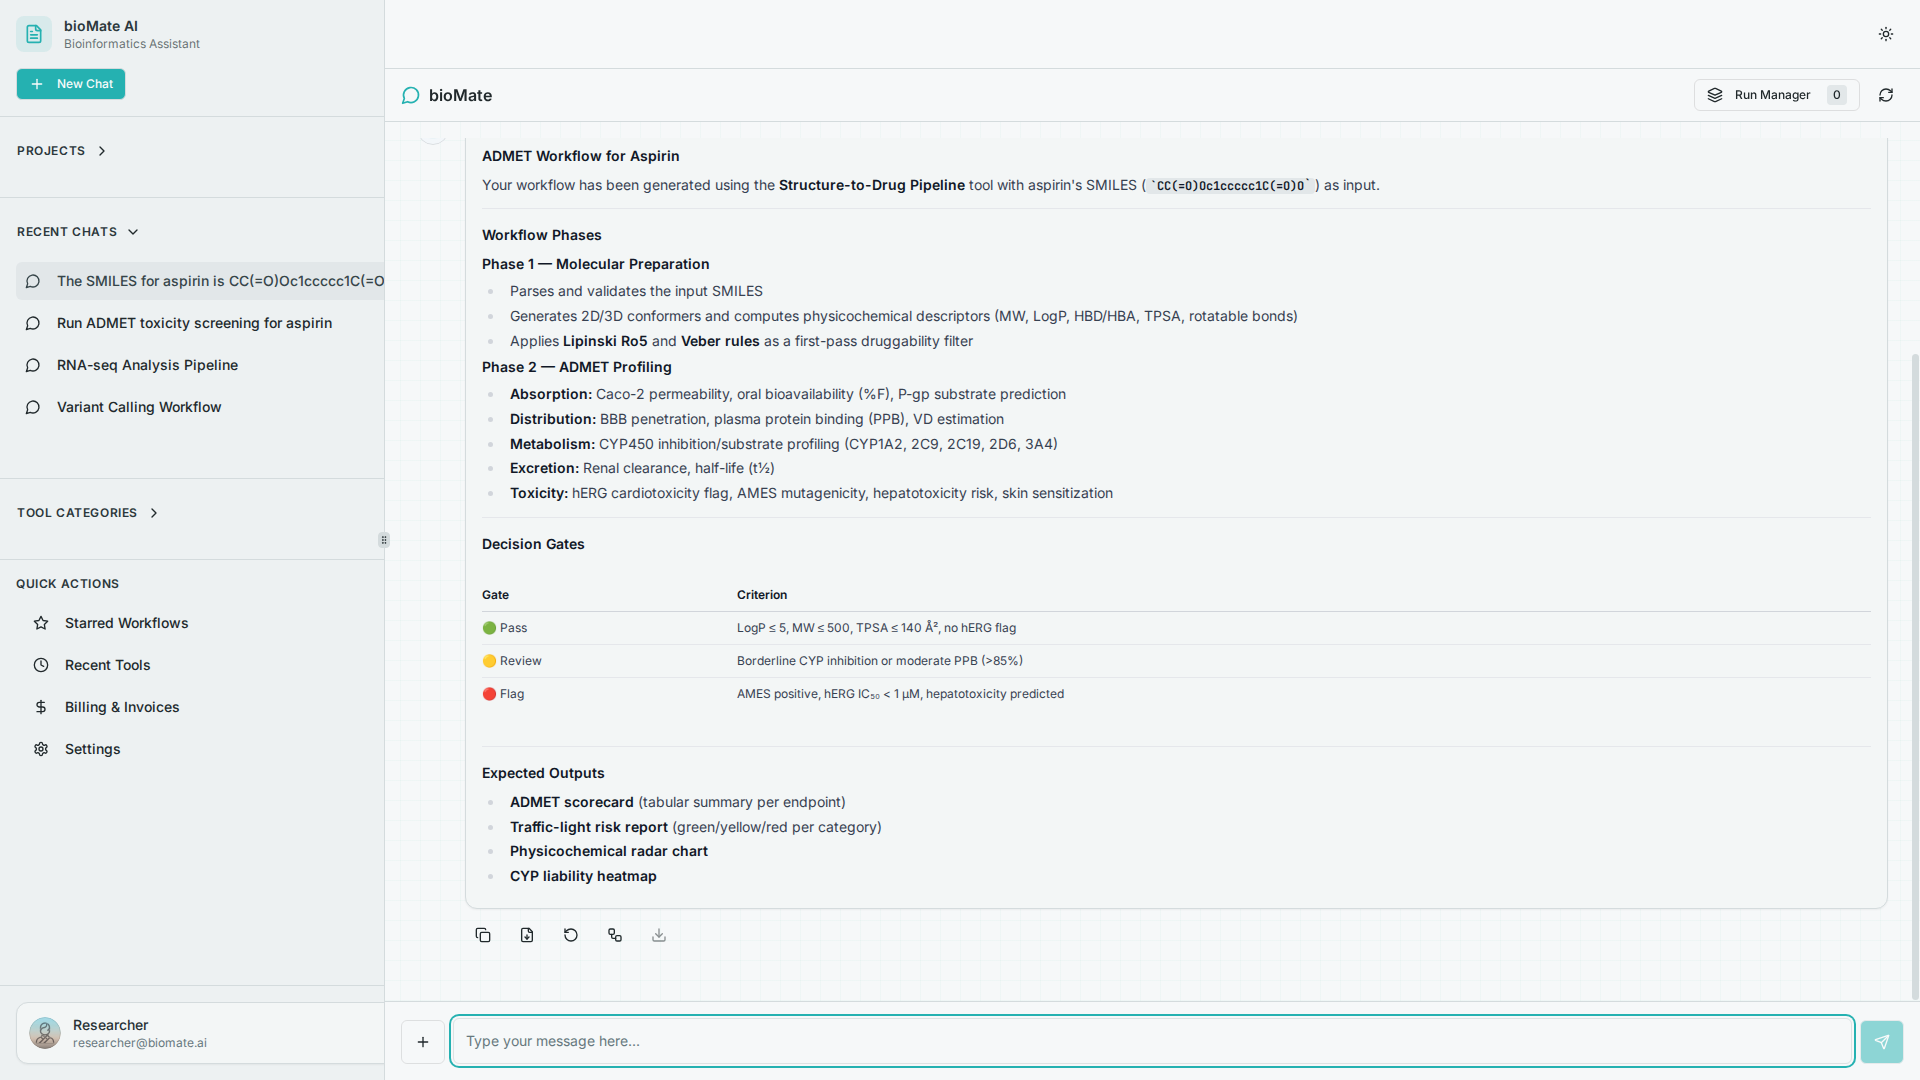 bioMate AI
Bioinformatics Assistant
New Chat
PROJECTS
RECENT CHATS
The SMILES for aspirin is CC(=O)Oc1ccccc1C(=O
Run ADMET toxicity screening for aspirin
RNA-seq Analysis Pipeline
Variant Calling Workflow
TOOL CATEGORIES
QUICK ACTIONS
Starred Workflows
Recent Tools
Billing & Invoices
Settings
Researcher
researcher@biomate.ai
bioMate
Run Manager 0
ADMET Workflow for Aspirin
Your workflow has been generated using the Structure-to-Drug Pipeline tool with aspirin's SMILES (`CC(=O)Oc1ccccc1C(=O)O`) as input.
Workflow Phases
Phase 1 — Molecular Preparation
Parses and validates the input SMILES
Generates 2D/3D conformers and computes physicochemical descriptors (MW, LogP, HBD/HBA, TPSA, rotatable bonds)
Applies Lipinski Ro5 and Veber rules as a first-pass druggability filter
Phase 2 — ADMET Profiling
Absorption: Caco-2 permeability, oral bioavailability (%F), P-gp substrate prediction
Distribution: BBB penetration, plasma protein binding (PPB), VD estimation
Metabolism: CYP450 inhibition/substrate profiling (CYP1A2, 2C9, 2C19, 2D6, 3A4)
Excretion: Renal clearance, half-life (t½)
Toxicity: hERG cardiotoxicity flag, AMES mutagenicity, hepatotoxicity risk, skin sensitization
Decision Gates
Gate Criterion
🟢 Pass LogP ≤ 5, MW ≤ 500, TPSA ≤ 140 Å², no hERG flag
🟡 Review Borderline CYP inhibition or moderate PPB (>85%)
🔴 Flag AMES positive, hERG IC₅₀ < 1 μM, hepatotoxicity predicted
Expected Outputs
ADMET scorecard (tabular summary per endpoint)
Traffic-light risk report (green/yellow/red per category)
Physicochemical radar chart
CYP liability heatmap
Type your message here...